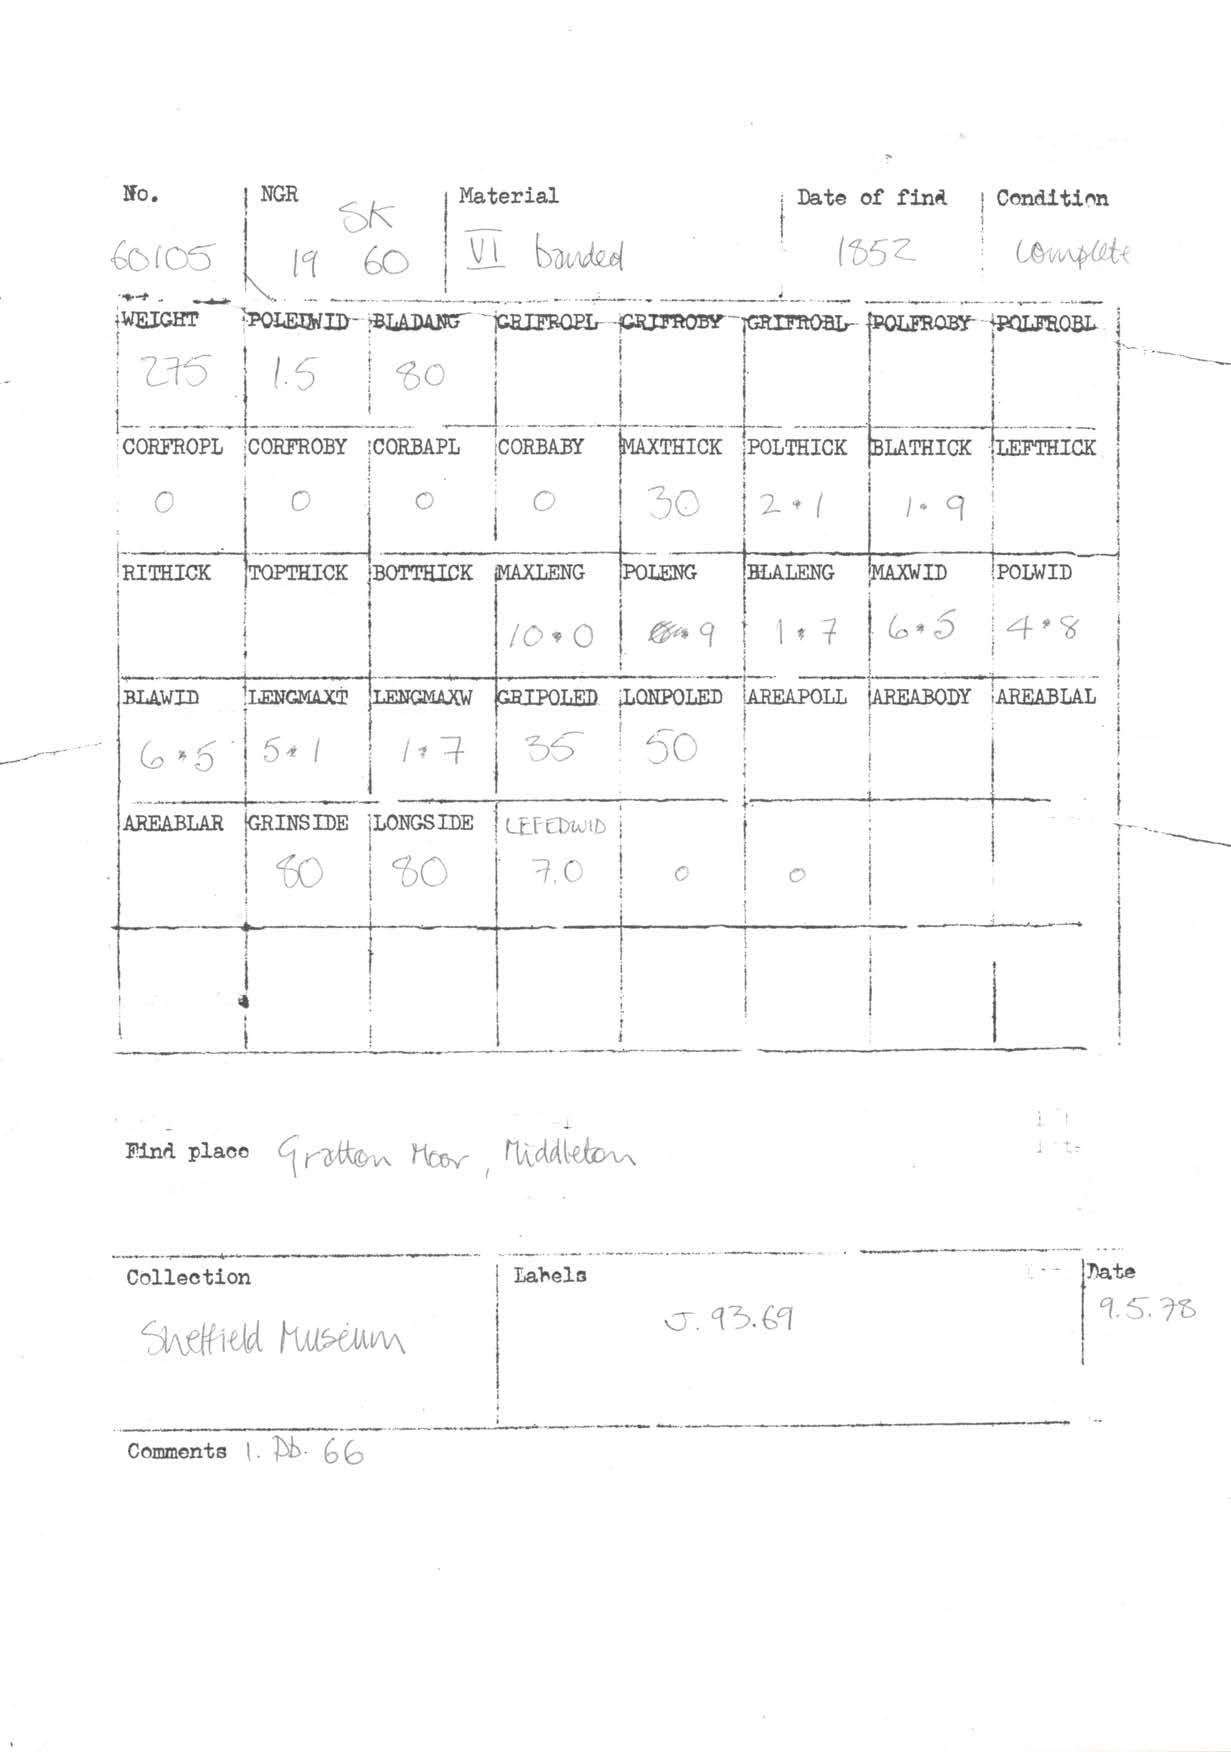 No. NGR Material Date of find Condition
SK
60105 19 60 VI banded 1852 complete
WEIGHT POLEDWID BLADANG GRIFROPL GRIFROBY GRIFROBL POLFROBY POLFROBL
275 1.5 80
CORFROPL CORFROBY CORBAPL CORBABY MAXTHICK POLTHICK BLATHICK LEFTHICK
0 0 0 0 30 2.1 1.9
RITHICK TOPTHICK BOTTHICK MAXLENG POLENG BLALENG MAXWID POLWID
10.0 9 1.7 6.5 4.8
BLAWID LENGMAXT LENGMAXW GRIPOLED LONPOLED AREAPOLL AREABODY AREABLAL
6.5 5.1 1.7 35 50
AREABLAR GRINSIDE LONGSIDE LEFEDWID
80 80 7.0 0 0
Find place Gratton Moor, Middleton
Collection Labels Date
Sheffield Museum J.93.69 9.5.78
Comments 1. Db. 66